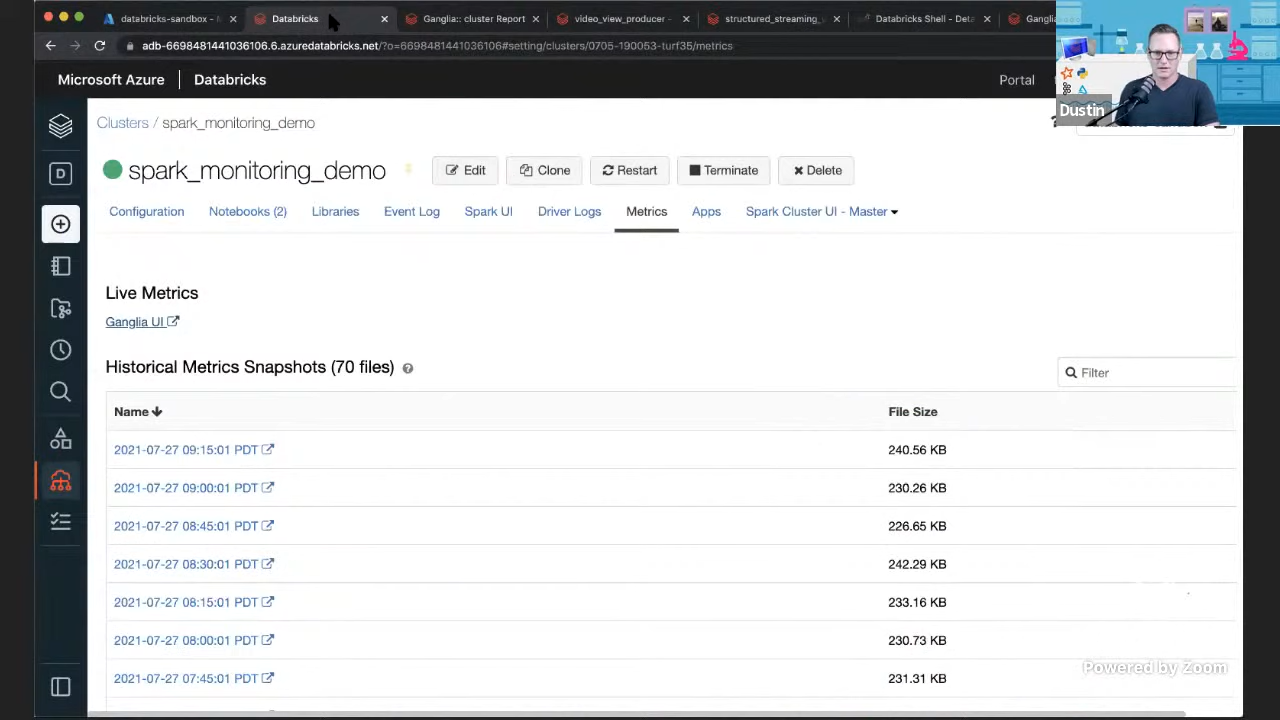 databricks-sandbox -
Databricks
Ganglia:: cluster Report
video_view_producer -
structured_streaming_
Databricks Shell - Deta
Gangli
adb-6698481441036106.6.azuredatabricks.net/?o=6698481441036106#setting/clusters/0705-190053-turf35/metrics
Microsoft Azure
Databricks
Portal
Dustin
Clusters / spark_monitoring_demo
spark_monitoring_demo
Edit
Clone
Restart
Terminate
Delete
D
Configuration
Notebooks (2)
Libraries
Event Log
Spark UI
Driver Logs
Metrics
Apps
Spark Cluster UI - Master
Live Metrics
Ganglia UI
Historical Metrics Snapshots (70 files)
?
Filter
Name
File Size
2021-07-27 09:15:01 PDT
240.56 KB
2021-07-27 09:00:01 PDT
230.26 KB
2021-07-27 08:45:01 PDT
226.65 KB
2021-07-27 08:30:01 PDT
242.29 KB
2021-07-27 08:15:01 PDT
233.16 KB
2021-07-27 08:00:01 PDT
230.73 KB
2021-07-27 07:45:01 PDT
231.31 KB
Powered by Zoom